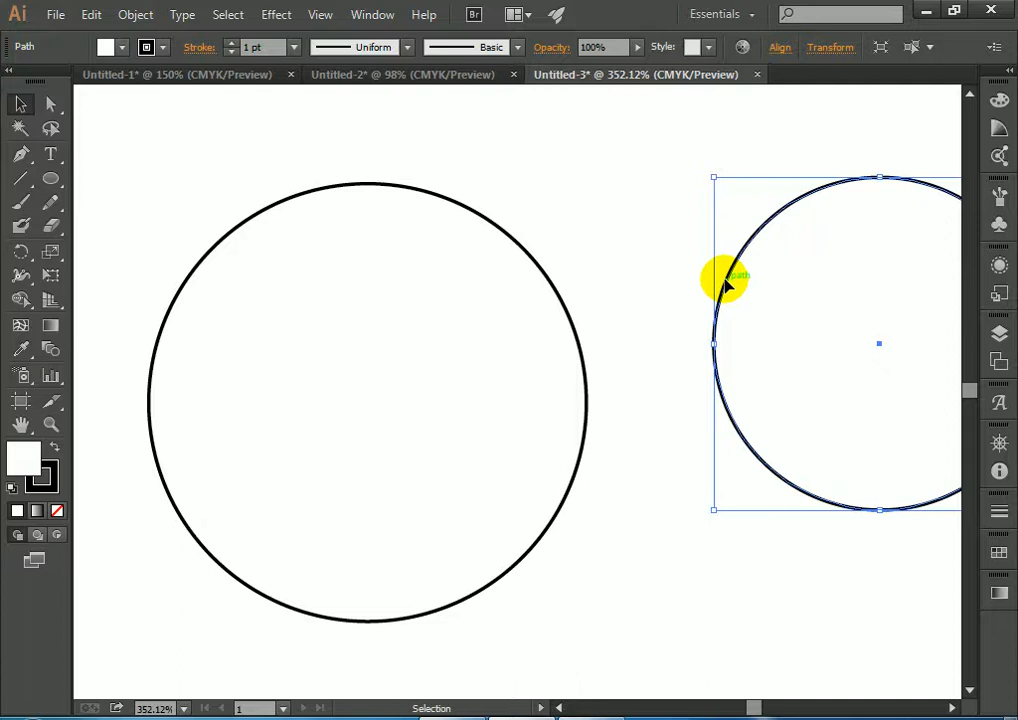 Ai File Edit Object Type Select Effect View Window Help Br Essentials
Path Stroke: 1 pt Uniform Basic Opacity: 100% Style: Align Transform
Untitled-1* @ 150% (CMYK/Preview) Untitled-2* @ 98% (CMYK/Preview) Untitled-3* @ 352.12% (CMYK/Preview)
path
352.12% 1 Selection